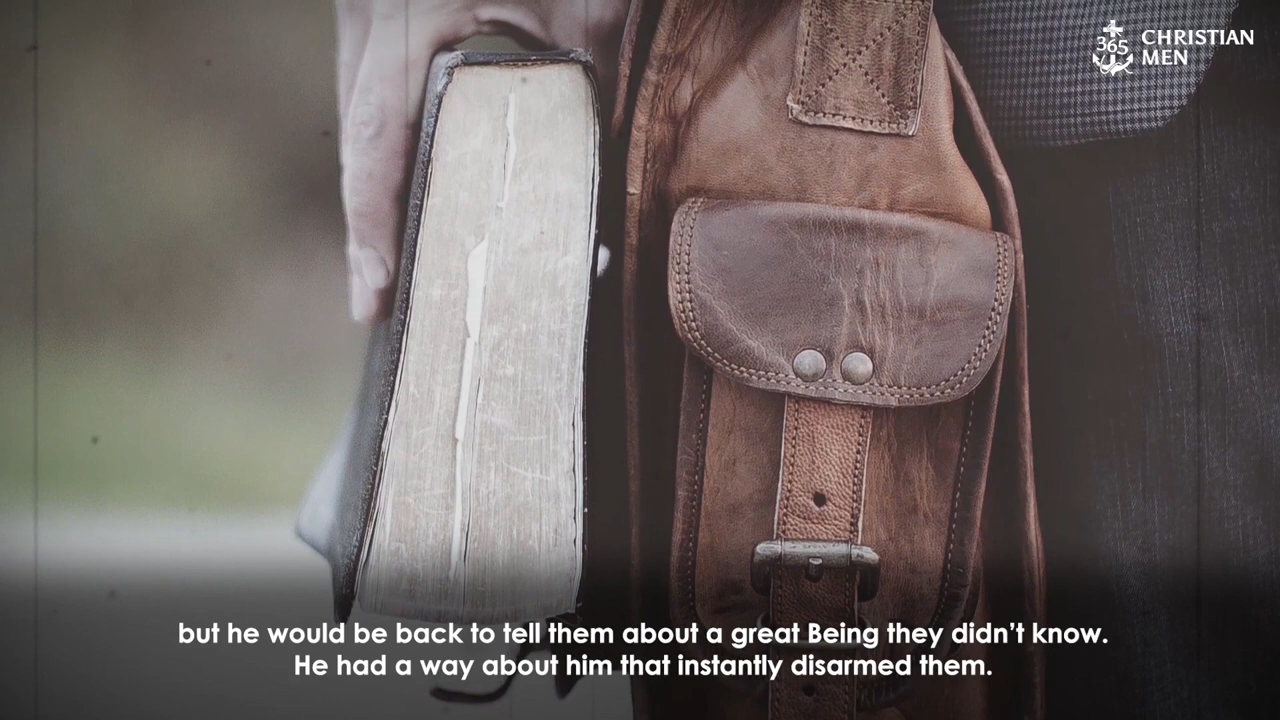 365
CHRISTIAN
MEN
but he would be back to tell them about a great Being they didn't know.
He had a way about him that instantly disarmed them.